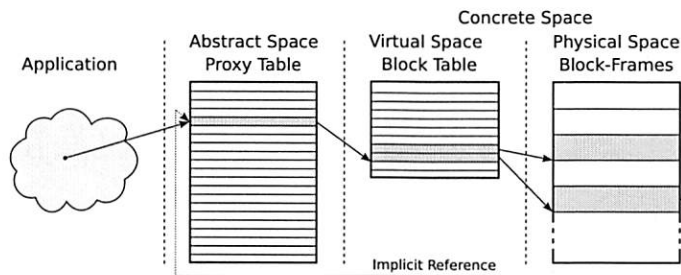 Concrete Space
Application
Abstract Space
Proxy Table
Virtual Space
Block Table
Physical Space
Block-Frames
Implicit Reference